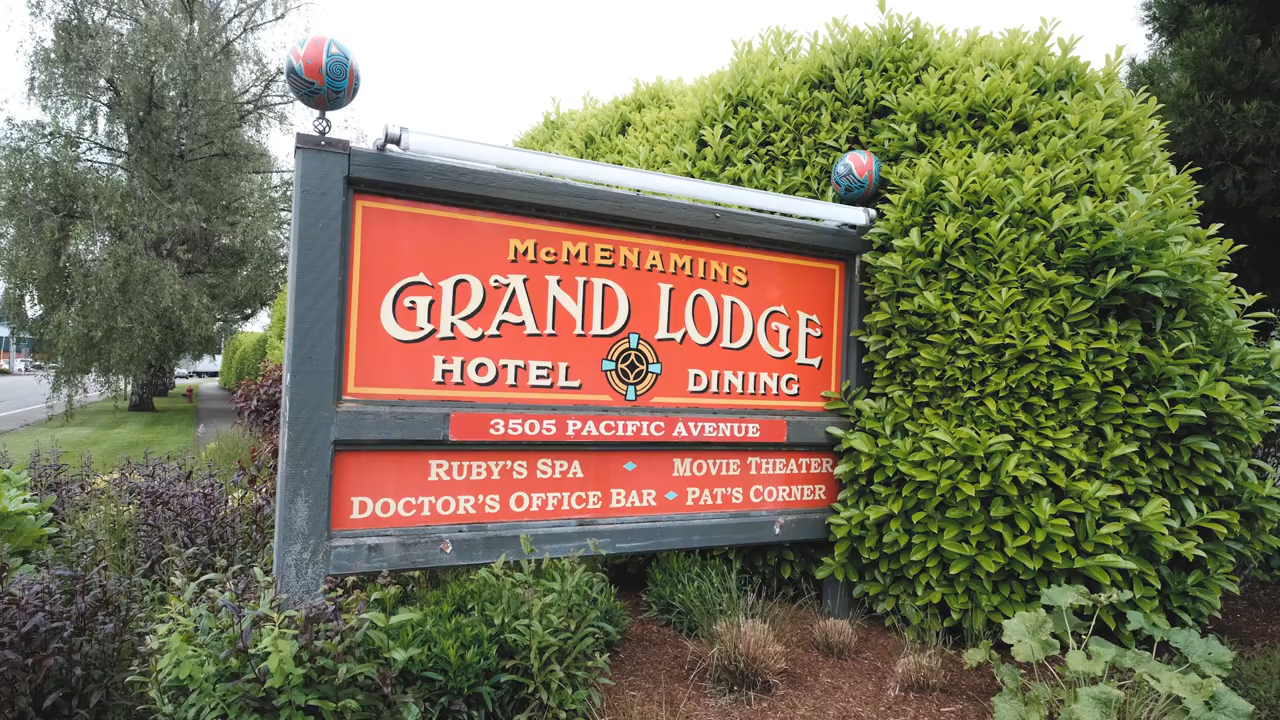 McMENAMINS
GRAND LODGE
HOTEL DINING
3505 PACIFIC AVENUE
RUBY'S SPA MOVIE THEATER
DOCTOR'S OFFICE BAR PAT'S CORNER